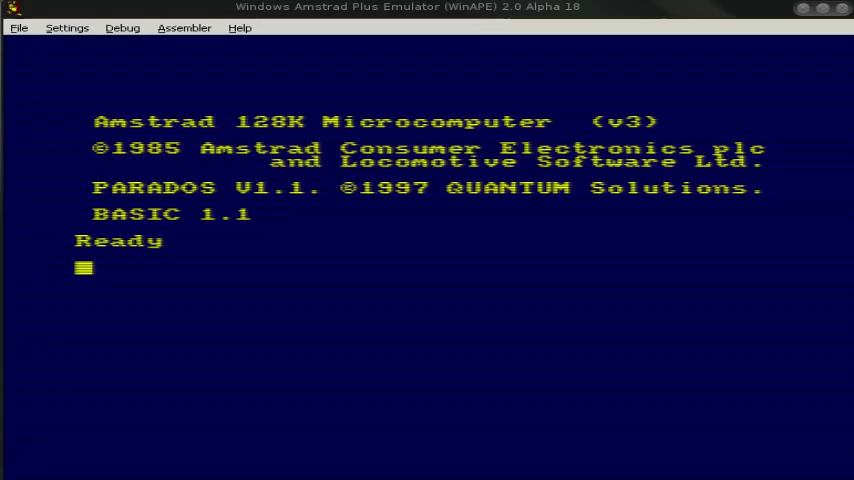 Windows Amstrad Plus Emulator (WinAPE) 2.0 Alpha 18
File Settings Debug Assembler Help
Amstrad 128K Microcomputer (v3)
©1985 Amstrad Consumer Electronics plc
and Locomotive Software Ltd.
PARADOS V1.1. ©1997 QUANTUM Solutions.
BASIC 1.1
Ready